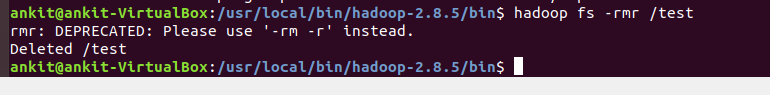 ankit@ankit-VirtualBox:/usr/local/bin/hadoop-2.8.5/bin$ hadoop fs -rmr /test
rmr: DEPRECATED: Please use '-rm -r' instead.
Deleted /test
ankit@ankit-VirtualBox:/usr/local/bin/hadoop-2.8.5/bin$